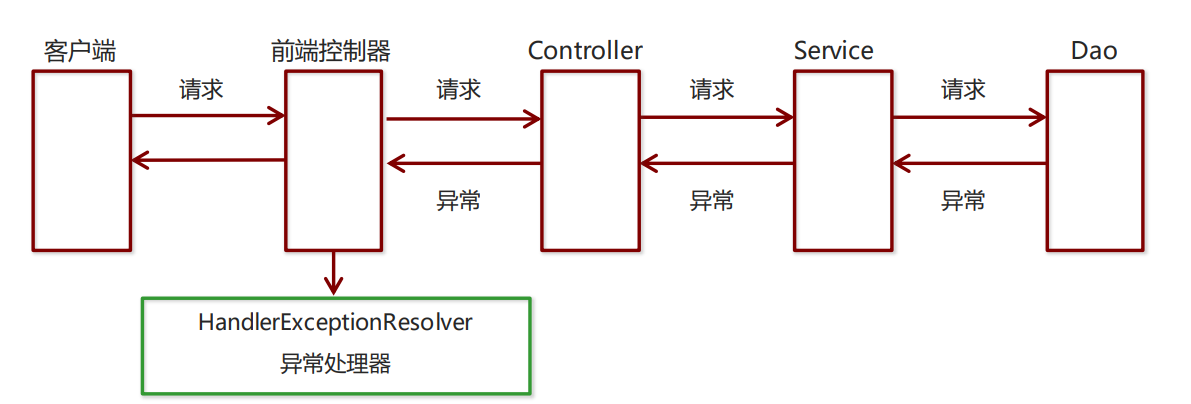 客户端
前端控制器
Controller
Service
Dao
请求
请求
请求
请求
异常
异常
异常
HandlerExceptionResolver
异常处理器